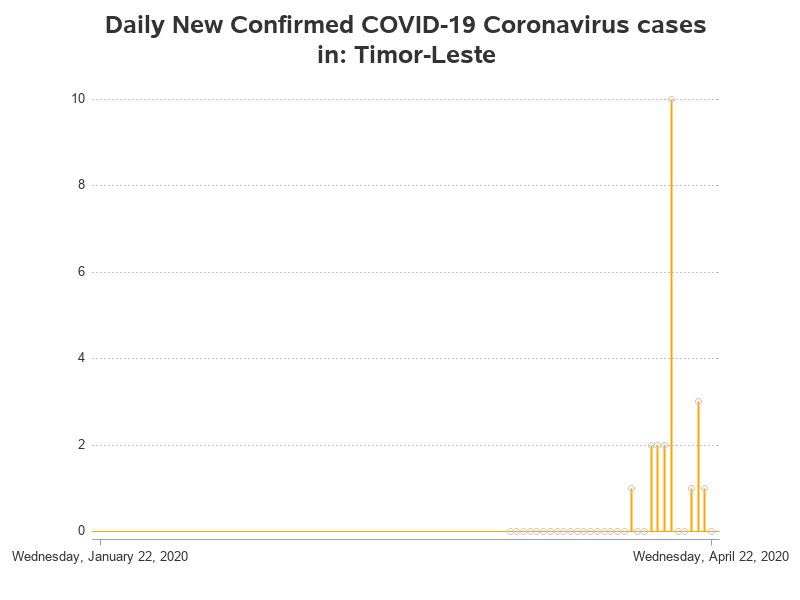 Daily New Confirmed COVID-19 Coronavirus cases
in: Timor-Leste
10
8
6
4
2
0
Wednesday, January 22, 2020
Wednesday, April 22, 2020